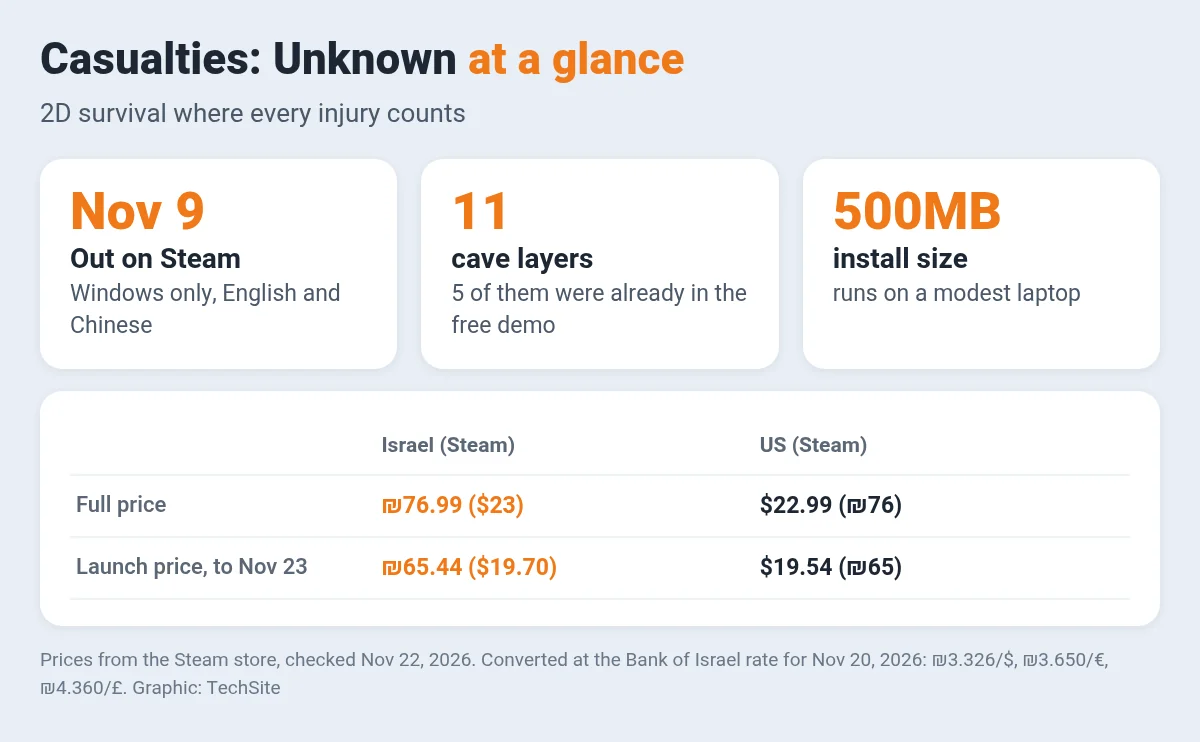 Casualties: Unknown at a glance
2D survival where every injury counts
Nov 9
Out on Steam
Windows only, English and
Chinese
11
cave layers
5 of them were already in the
free demo
500MB
install size
runs on a modest laptop
Israel (Steam) US (Steam)
Full price ₪76.99 ($23) $22.99 (₪76)
Launch price, to Nov 23 ₪65.44 ($19.70) $19.54 (₪65)
Prices from the Steam store, checked Nov 22, 2026. Converted at the Bank of Israel rate for Nov 20, 2026: ₪3.326/$, ₪3.650/€,
₪4.360/£. Graphic: TechSite